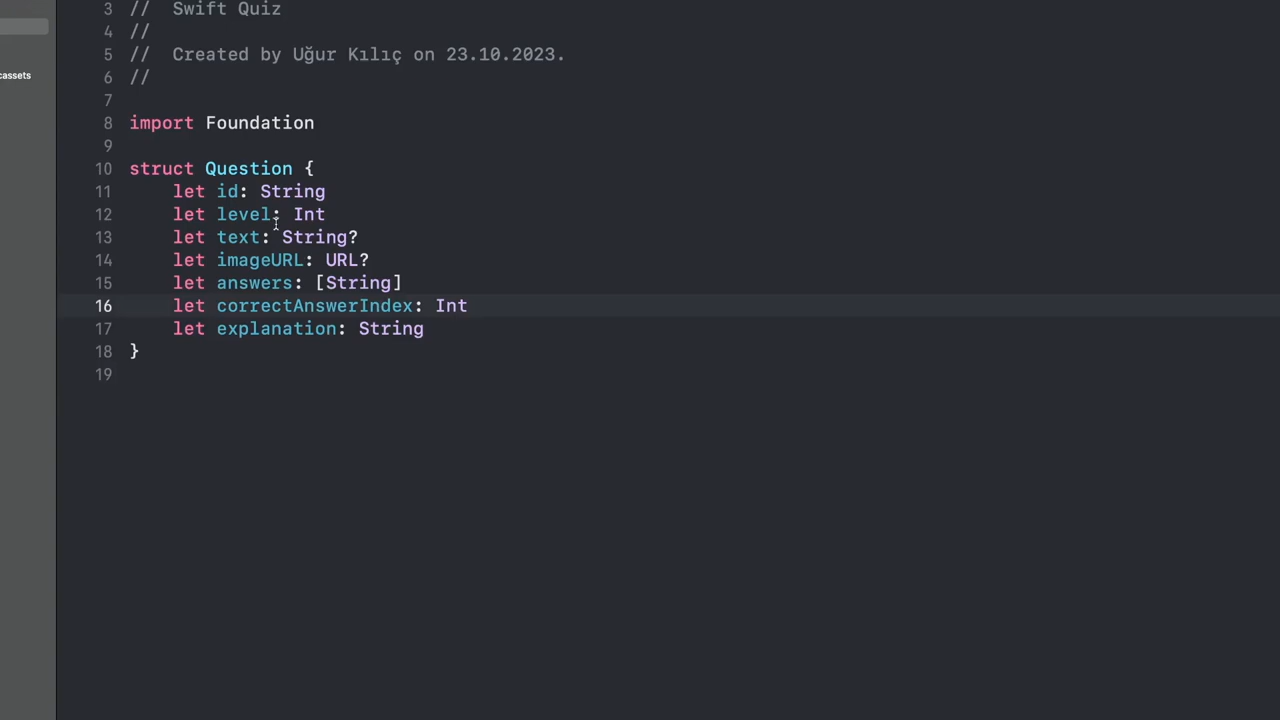 3 // Swift Quiz
4 //
cassets
5 // Created by Uğur Kılıç on 23.10.2023.
6 //
7
8 import Foundation
9
10 struct Question {
11 let id: String
12 let level: Int
13 let text: String?
14 let imageURL: URL?
15 let answers: [String]
16 let correctAnswerIndex: Int
17 let explanation: String
18 }
19